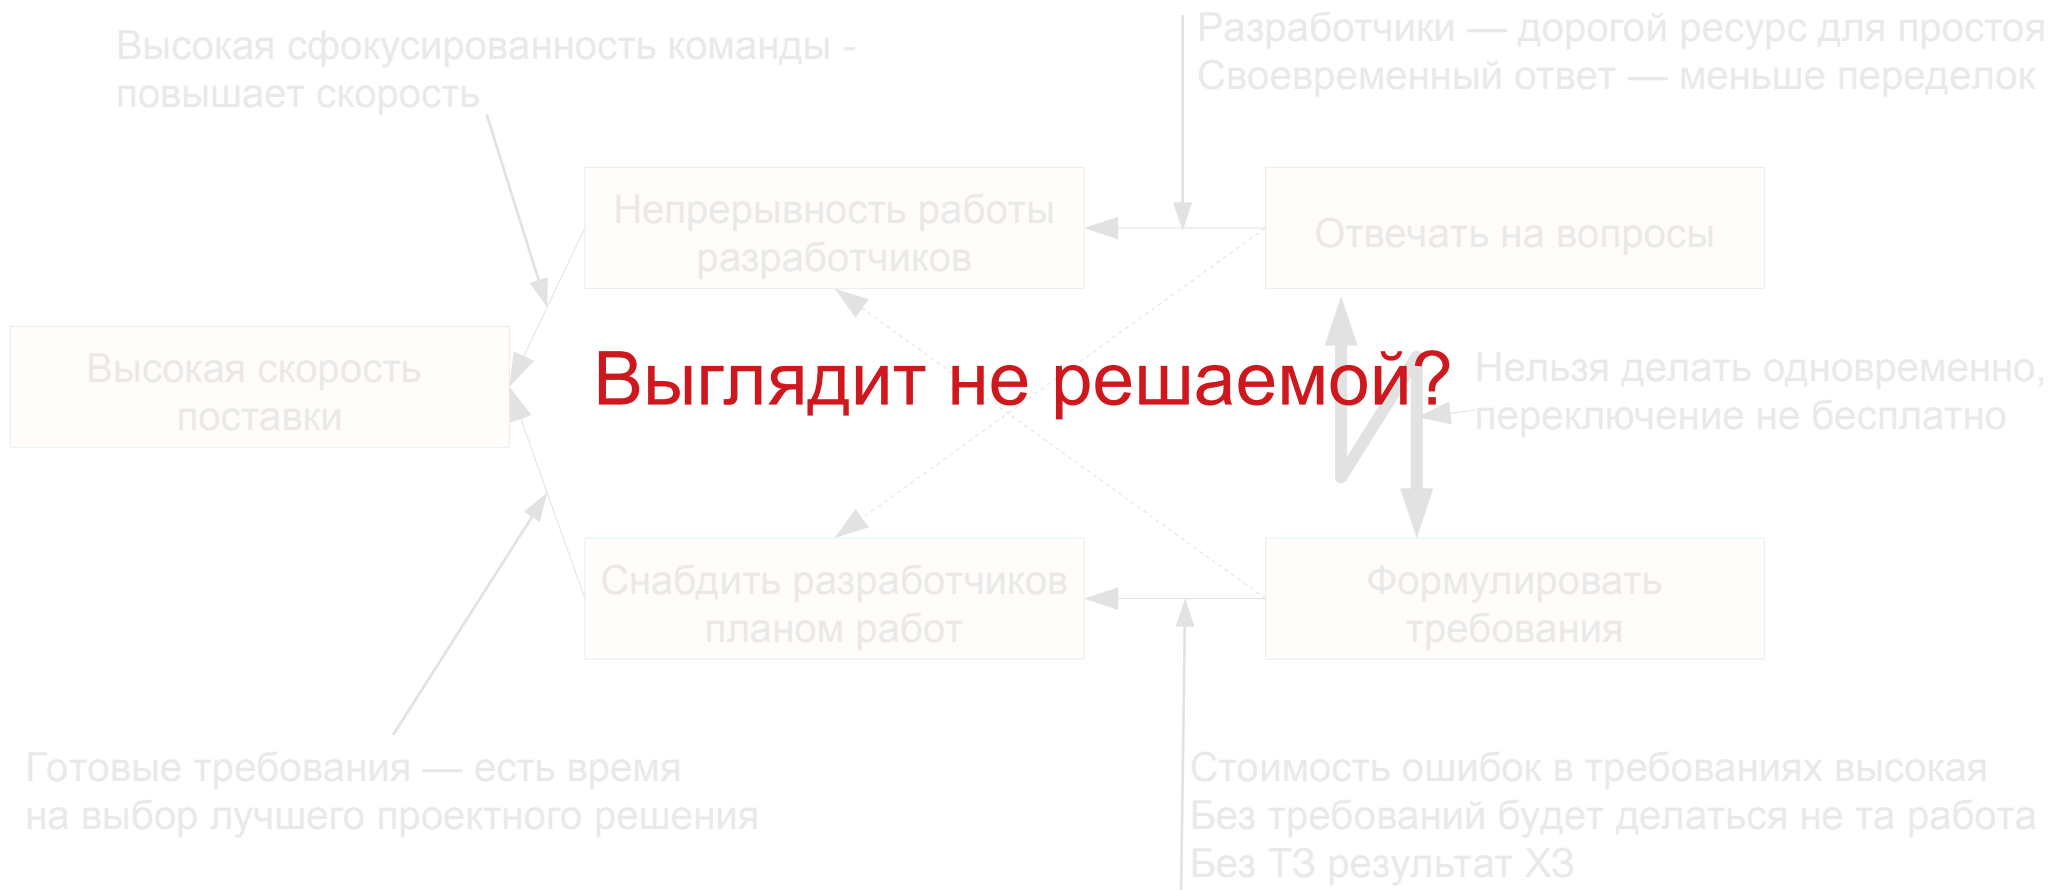 Высокая сфокусированность команды -
повышает скорость
Разработчики — дорогой ресурс для простоя
Своевременный ответ — меньше переделок
Непрерывность работы
разработчиков
Отвечать на вопросы
Высокая скорость
поставки
Выглядит не решаемой?
Нельзя делать одновременно,
переключение не бесплатно
Снабдить разработчиков
планом работ
Формулировать
требования
Готовые требования — есть время
на выбор лучшего проектного решения
Стоимость ошибок в требованиях высокая
Без требований будет делаться не та работа
Без ТЗ результат ХЗ